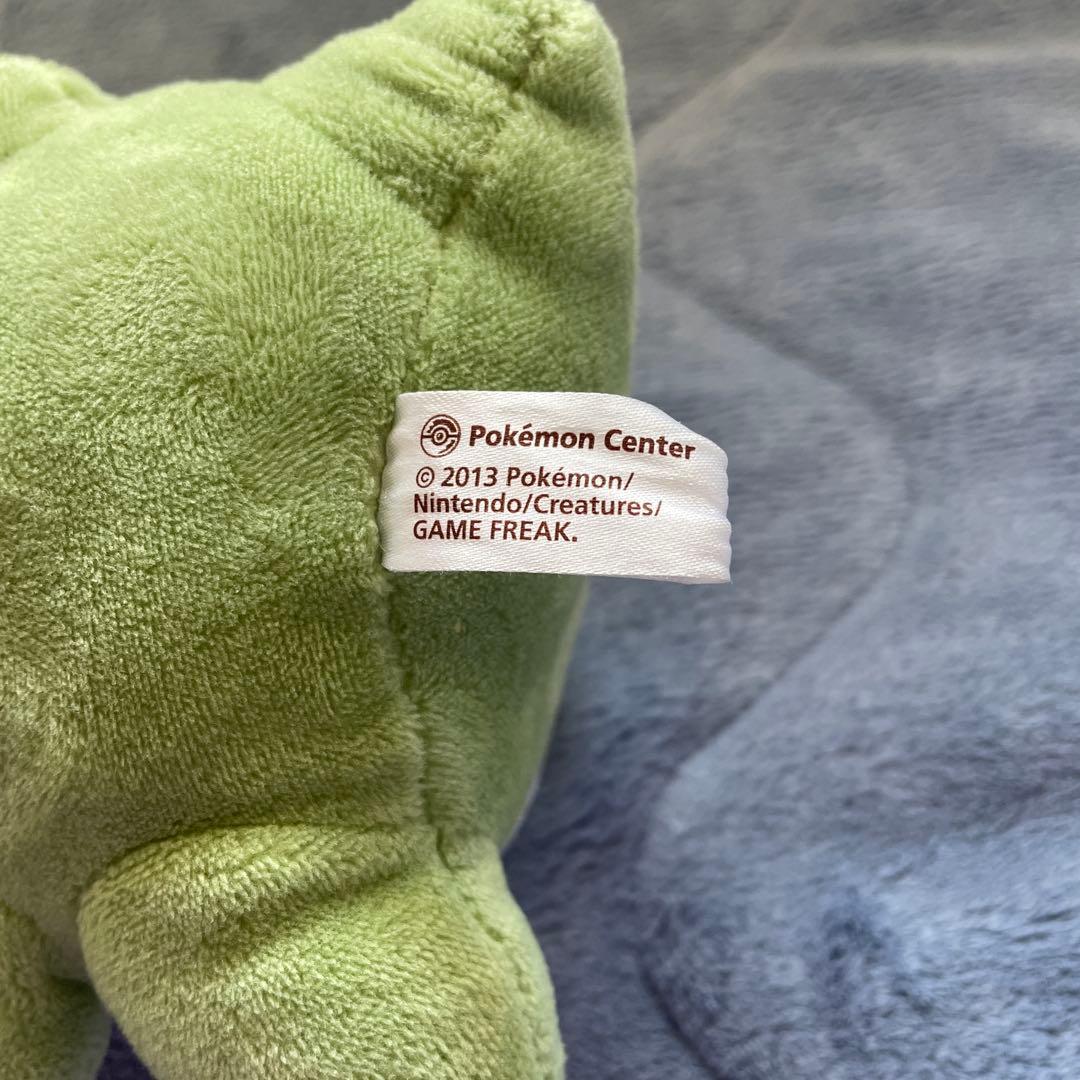 Pokémon Center
© 2013 Pokémon/
Nintendo/Creatures/
GAME FREAK.